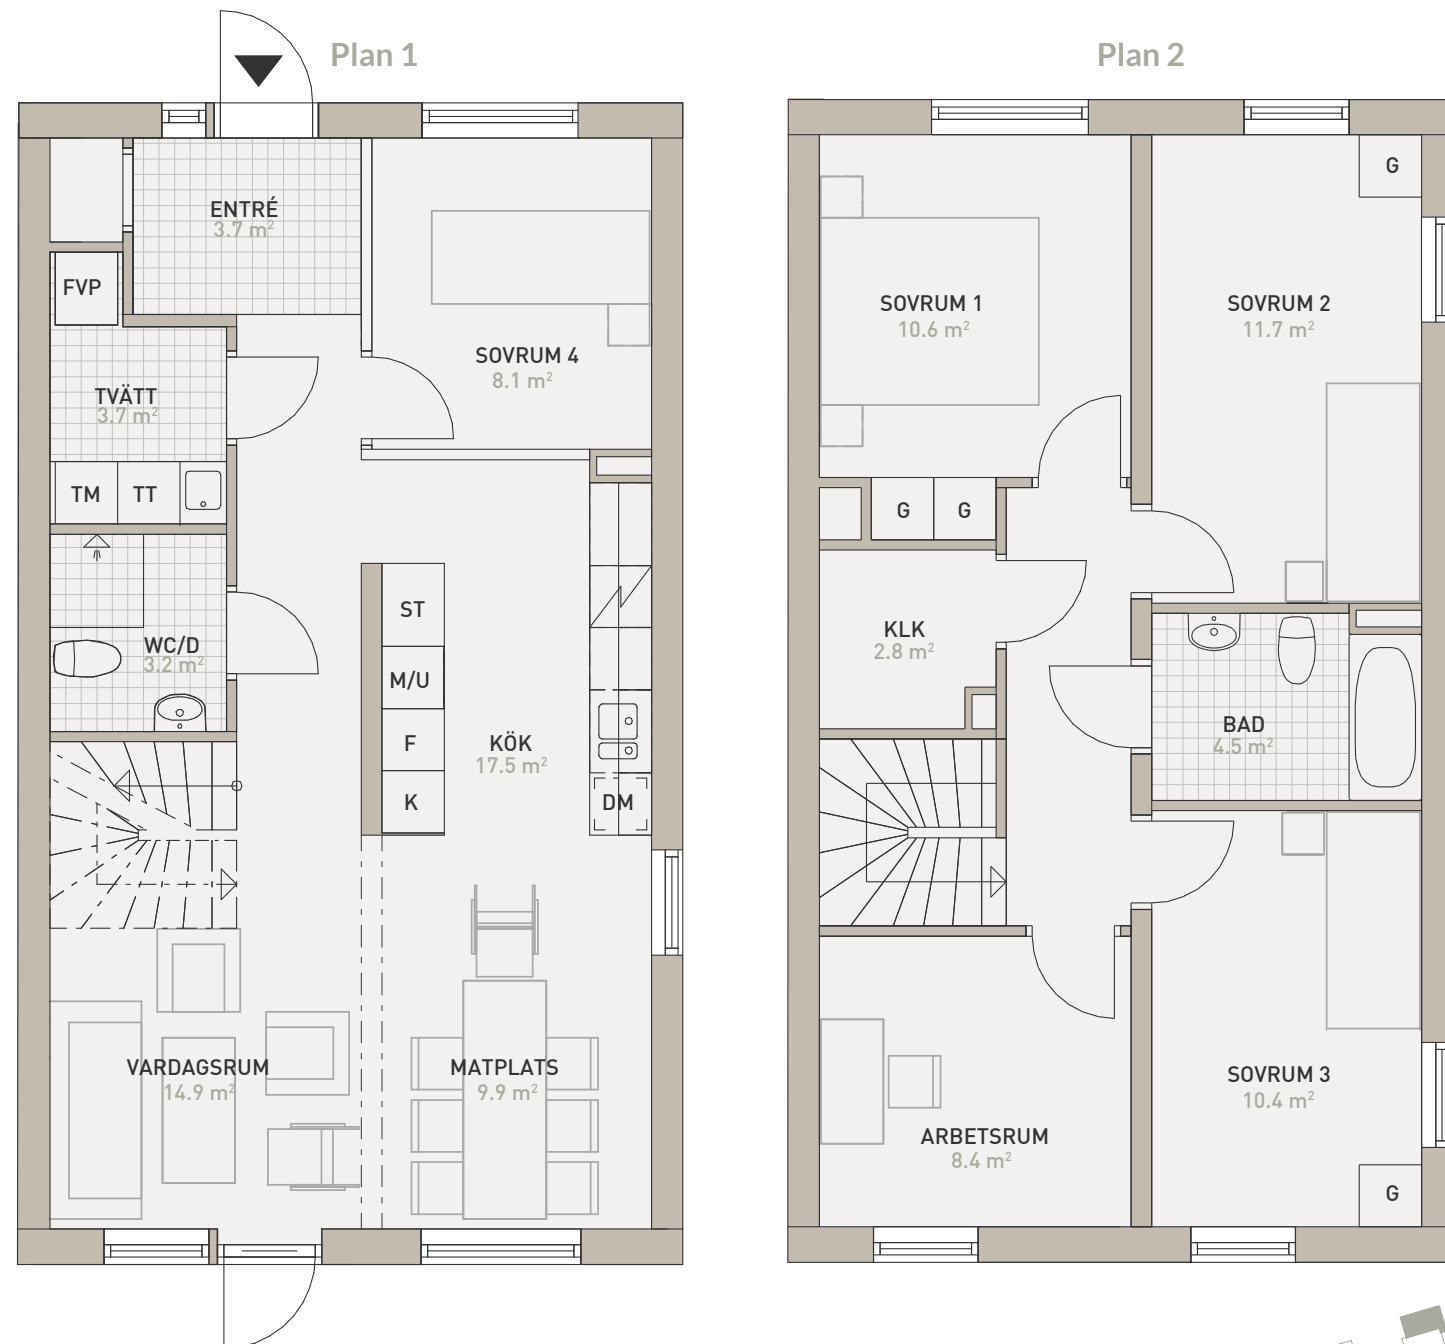 Plan 1
ENTRÉ
3.7 m²
FVP
SOVRUM 4
8.1 m²
TVÄTT
3.7 m²
TM
TT
ST
WC/D
3.2 m²
M/U
F
KÖK
17.5 m²
K
DM
VARDAGSRUM
14.9 m²
MATPLATS
9.9 m²
Plan 2
G
SOVRUM 1
10.6 m²
SOVRUM 2
11.7 m²
G
G
KLK
2.8 m²
BAD
4.5 m²
SOVRUM 3
10.4 m²
ARBETSRUM
8.4 m²
G